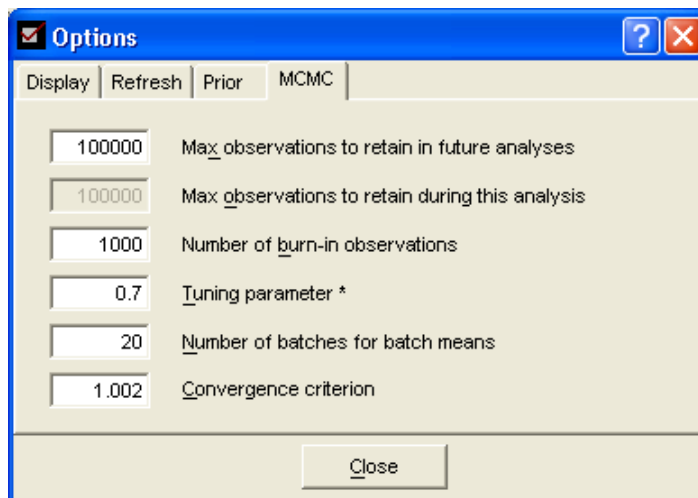 Options
Display Refresh Prior MCMC
100000 Max observations to retain in future analyses
100000 Max observations to retain during this analysis
1000 Number of burn-in observations
0.7 Tuning parameter *
20 Number of batches for batch means
1.002 Convergence criterion
Close